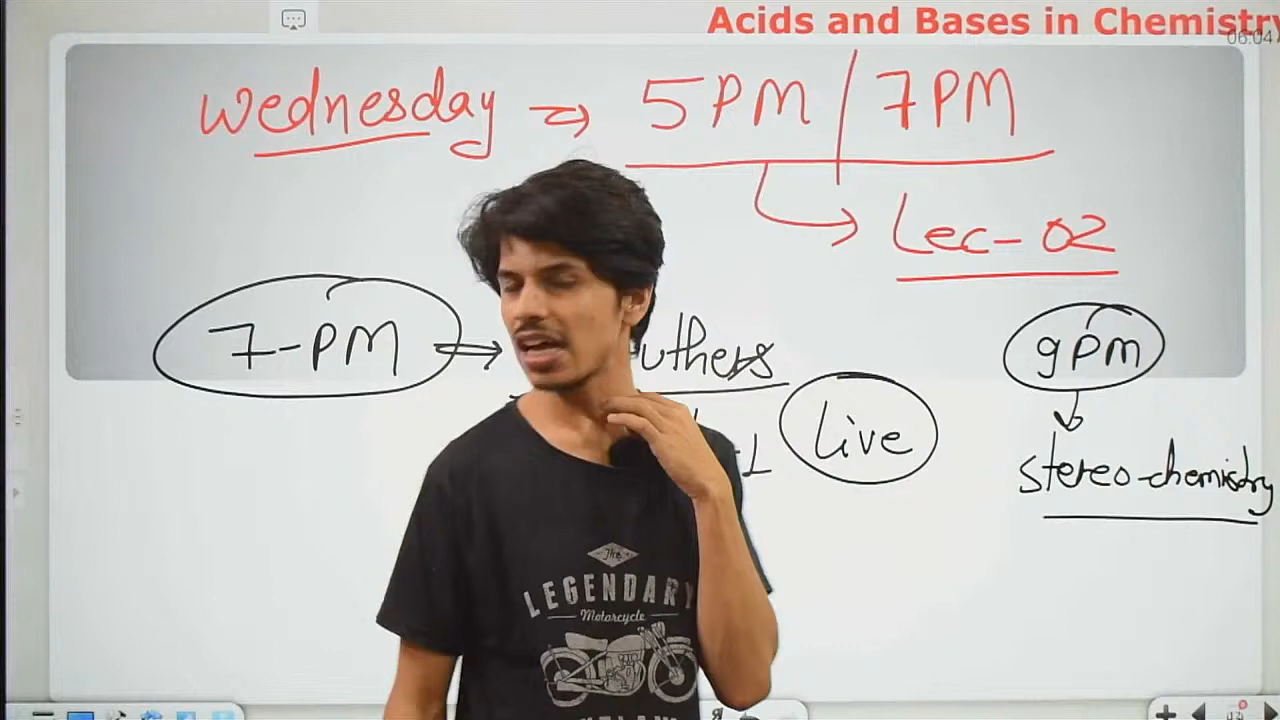 Acids and Bases in Chemistry
06:04
Wednesday ⇒ 5PM / 7PM
Lec-02
7-PM
9pm
Live
stereo-chemistry
The
LEGENDARY
Motorcycle